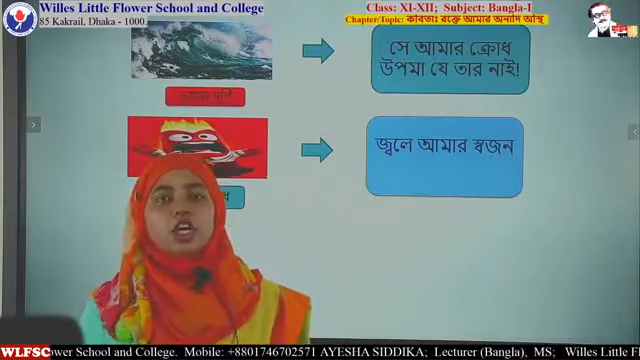 Willes Little Flower School and College
85 Kakrail, Dhaka - 1000.
Class: XI-XII; Subject: Bangla-I
Chapter/Topic: কবিতাঃ রক্তে আমার অনাদি অস্থি
সে আমার ক্রোধ
উপমা যে তার নাই!
জ্বলে আমার স্বজন
WLFSC ower School and College. Mobile: +8801746702571 AYESHA SIDDIKA; Lecturer (Bangla), MS; Willes Little F